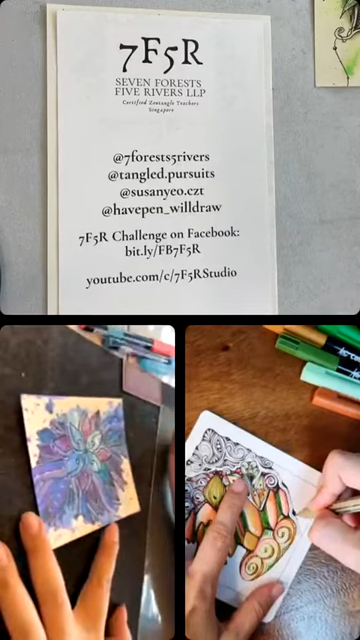 7F5R
SEVEN FORESTS
FIVE RIVERS LLP
Certified Zentangle Teachers
Singapore
@7forests5rivers
@tangled.pursuits
@susanyeo.czt
@havepen_willdraw
7F5R Challenge on Facebook:
bit.ly/FB7F5R
youtube.com/c/7F5RStudio